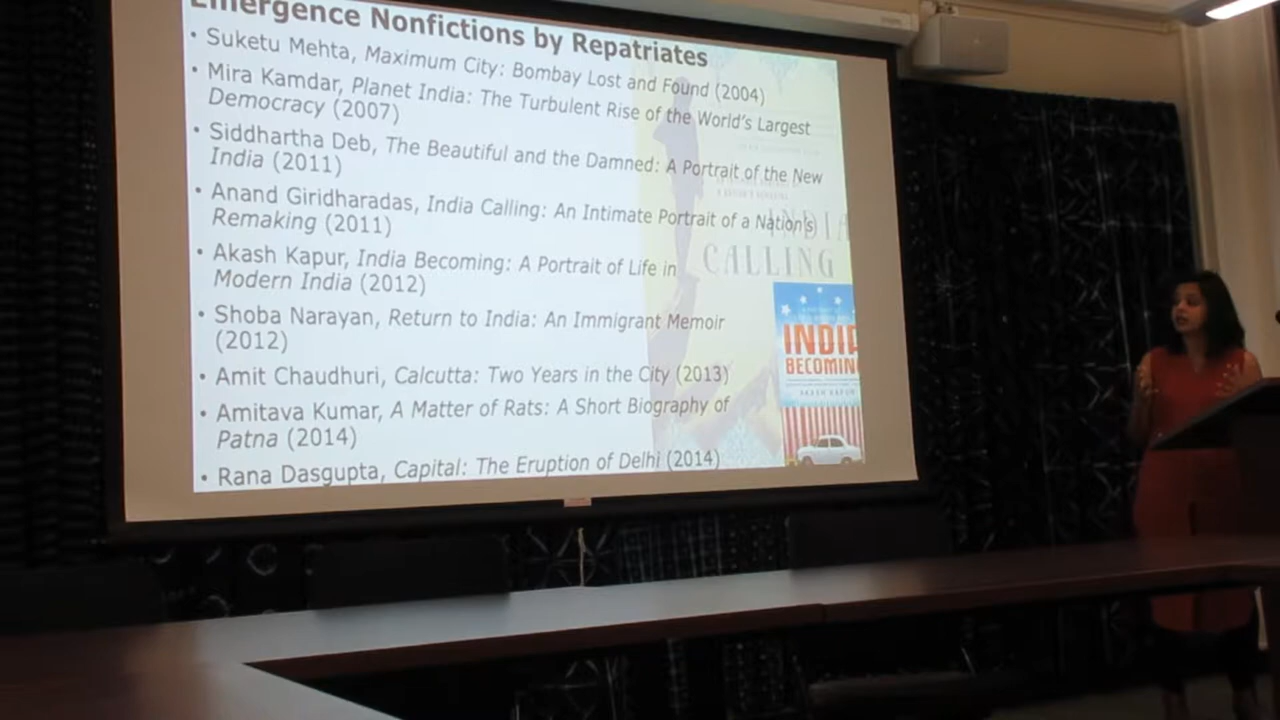 Emergence Nonfictions by Repatriates
• Suketu Mehta, Maximum City: Bombay Lost and Found (2004)
• Mira Kamdar, Planet India: The Turbulent Rise of the World's Largest
Democracy (2007)
• Siddhartha Deb, The Beautiful and the Damned: A Portrait of the New
India (2011)
• Anand Giridharadas, India Calling: An Intimate Portrait of a Nation's)
Remaking (2011)
• Akash Kapur, India Becoming: A Portrait of Life in
Modern India (2012)
• Shoba Narayan, Return to India: An Immigrant Memoir
(2012)
• Amit Chaudhuri, Calcutta: Two Years in the City (2013)
• Amitava Kumar, A Matter of Rats: A Short Biography of
Patna (2014)
• Rana Dasgupta, Capital: The Eruption of Delhi (2014)
INDIA
CALLING
INDIA
BECOMING
AKASH KAPUR